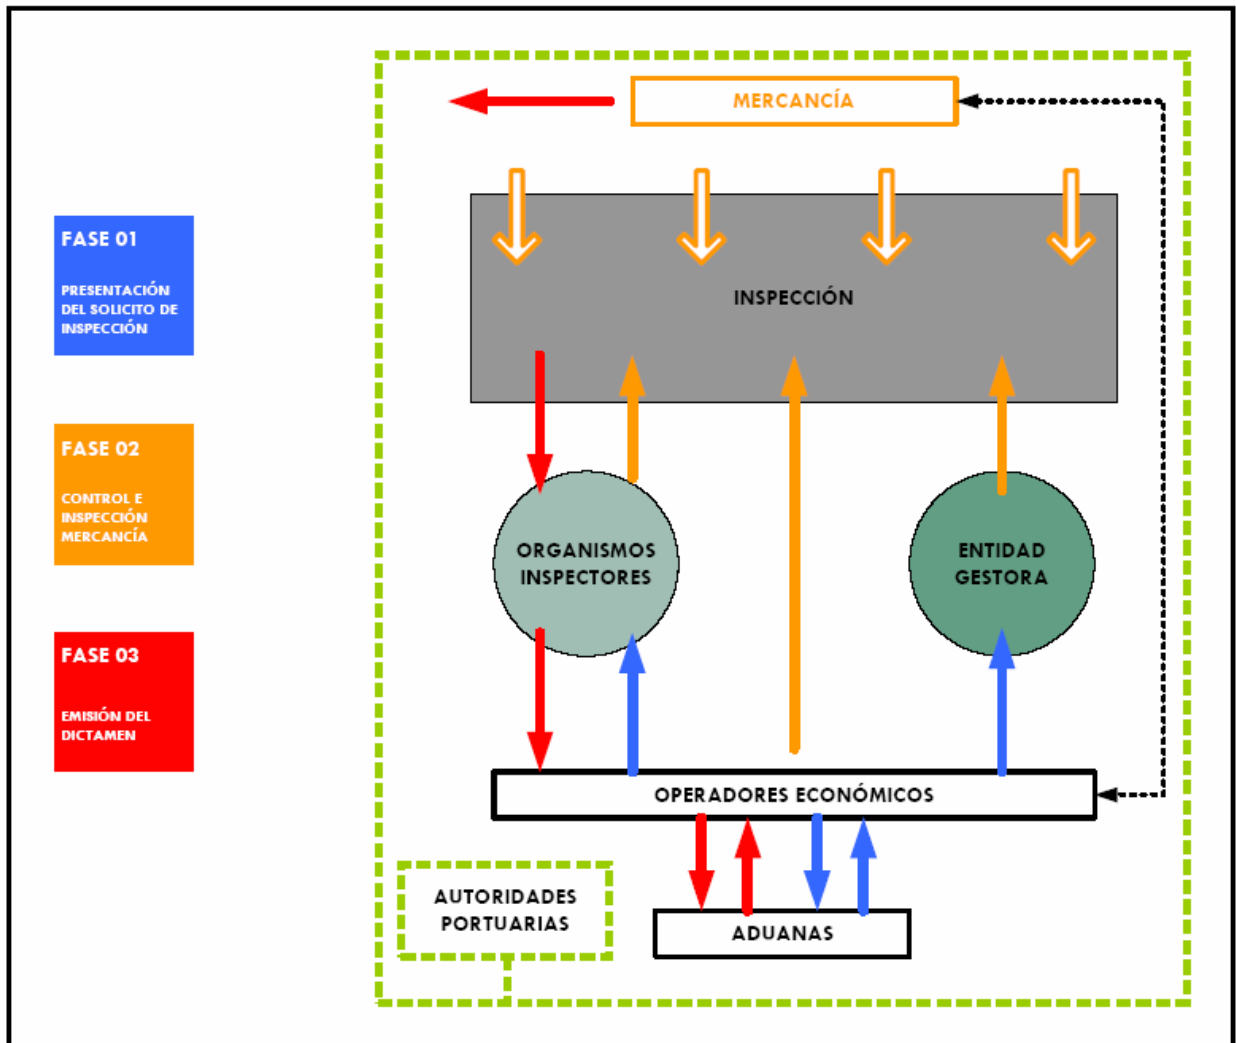 MERCANCÍA
FASE 01
PRESENTACIÓN
DEL SOLICITO DE
INSPECCIÓN
INSPECCIÓN
FASE 02
CONTROL E
INSPECCIÓN
MERCANCÍA
ORGANISMOS
INSPECTORES
ENTIDAD
GESTORA
FASE 03
EMISIÓN DEL
DICTAMEN
OPERADORES ECONÓMICOS
AUTORIDADES
PORTUARIAS
ADUANAS